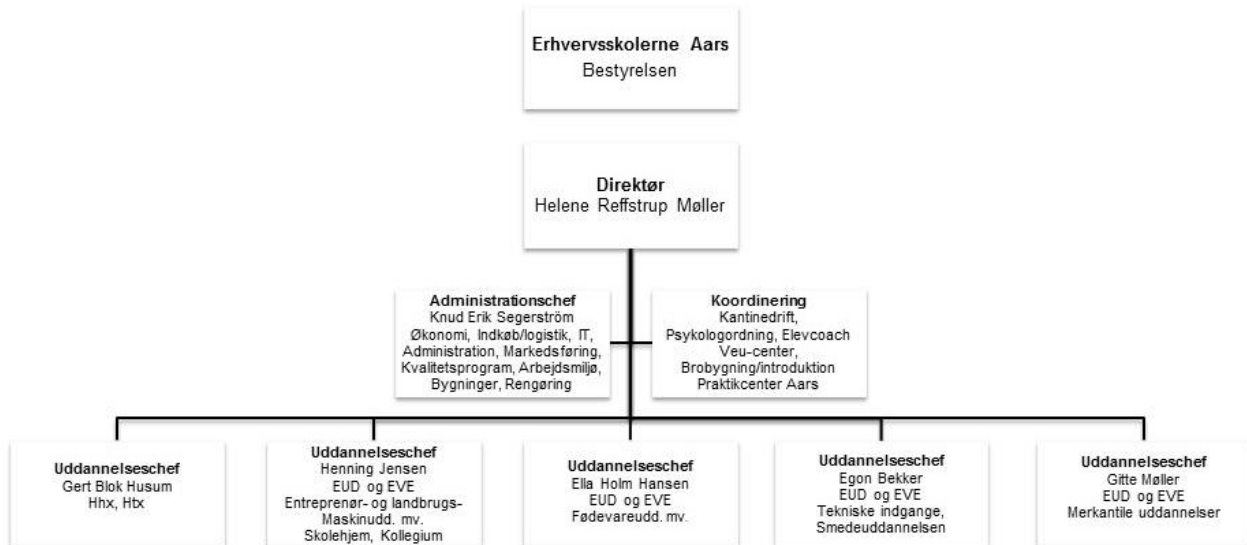 Erhvervsskolerne Aars
Bestyrelsen
Direktør
Helene Reffstrup Møller
Administrationschef
Knud Erik Segerström
Økonomi, Indkøb/logistik, IT,
Administration, Markedsføring,
Kvalitetsprogram, Arbejdsmiljø,
Bygninger, Rengøring
Koordinering
Kantinedrift,
Psykologordning, Elevcoach
Veu-center,
Brobygning/introduktion
Praktikcenter Aars
Uddannelseschef
Gert Blok Husum
Hhx, Htx
Uddannelseschef
Henning Jensen
EUD og EVE
Entreprenør- og landbrugs-
Maskinudd. mv.
Skolehjem, Kollegium
Uddannelseschef
Ella Holm Hansen
EUD og EVE
Fødevareudd. mv.
Uddannelseschef
Egon Bekker
EUD og EVE
Tekniske indgange,
Smedeuddannelsen
Uddannelseschef
Gitte Møller
EUD og EVE
Merkantile uddannelser